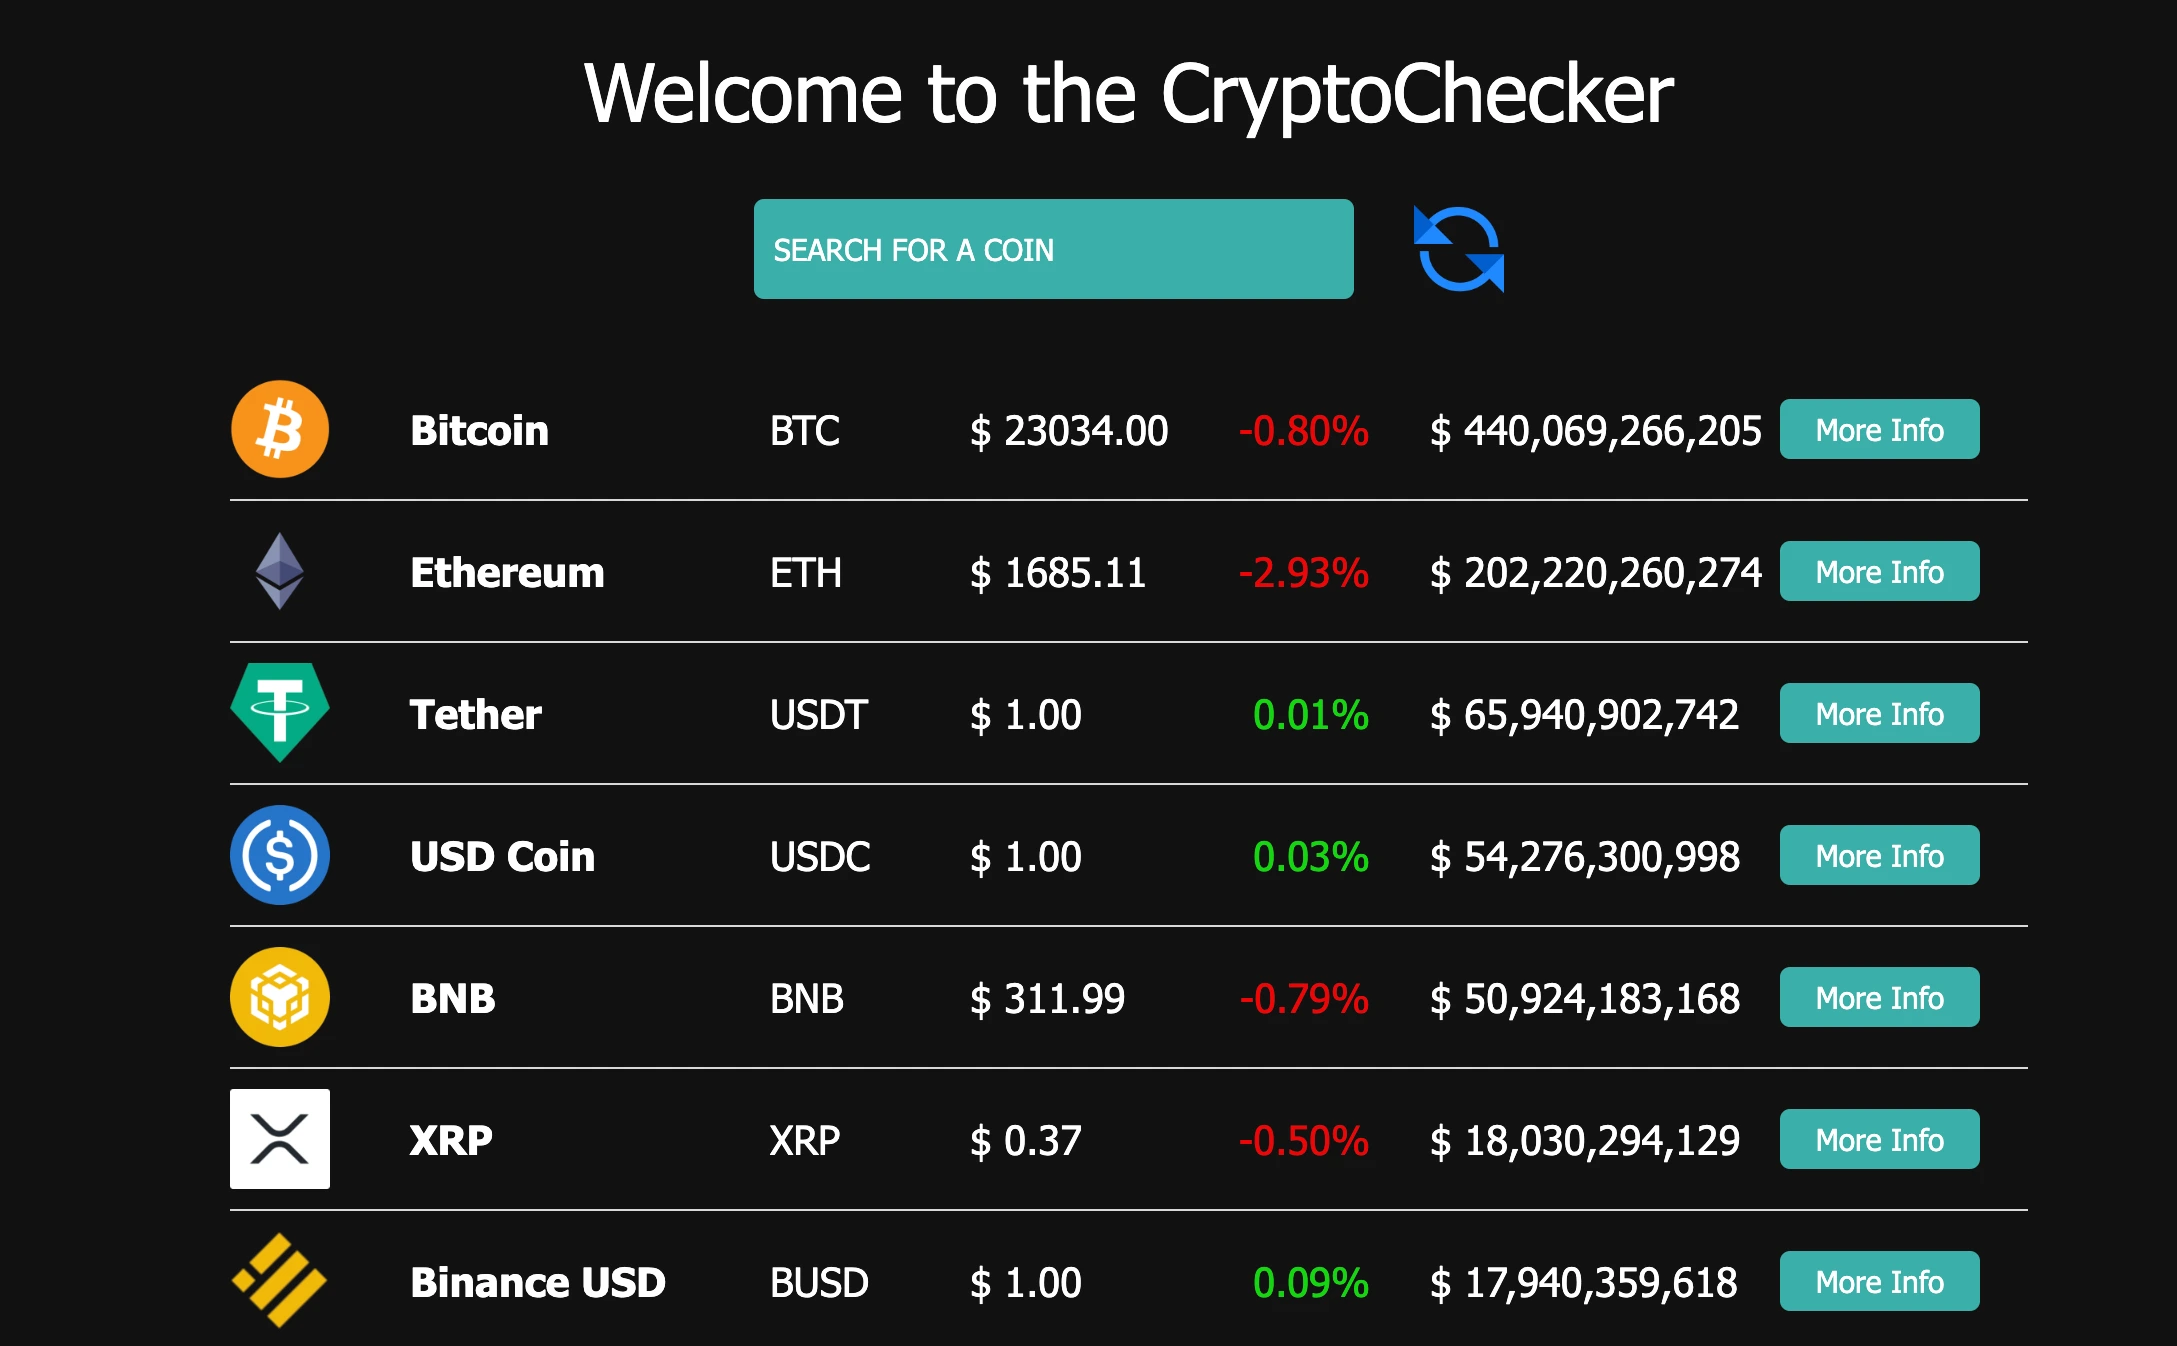 Welcome to the CryptoChecker
SEARCH FOR A COIN
Bitcoin BTC $ 23034.00 -0.80% $ 440,069,266,205 More Info
Ethereum ETH $ 1685.11 -2.93% $ 202,220,260,274 More Info
Tether USDT $ 1.00 0.01% $ 65,940,902,742 More Info
USD Coin USDC $ 1.00 0.03% $ 54,276,300,998 More Info
BNB BNB $ 311.99 -0.79% $ 50,924,183,168 More Info
XRP XRP $ 0.37 -0.50% $ 18,030,294,129 More Info
Binance USD BUSD $ 1.00 0.09% $ 17,940,359,618 More Info